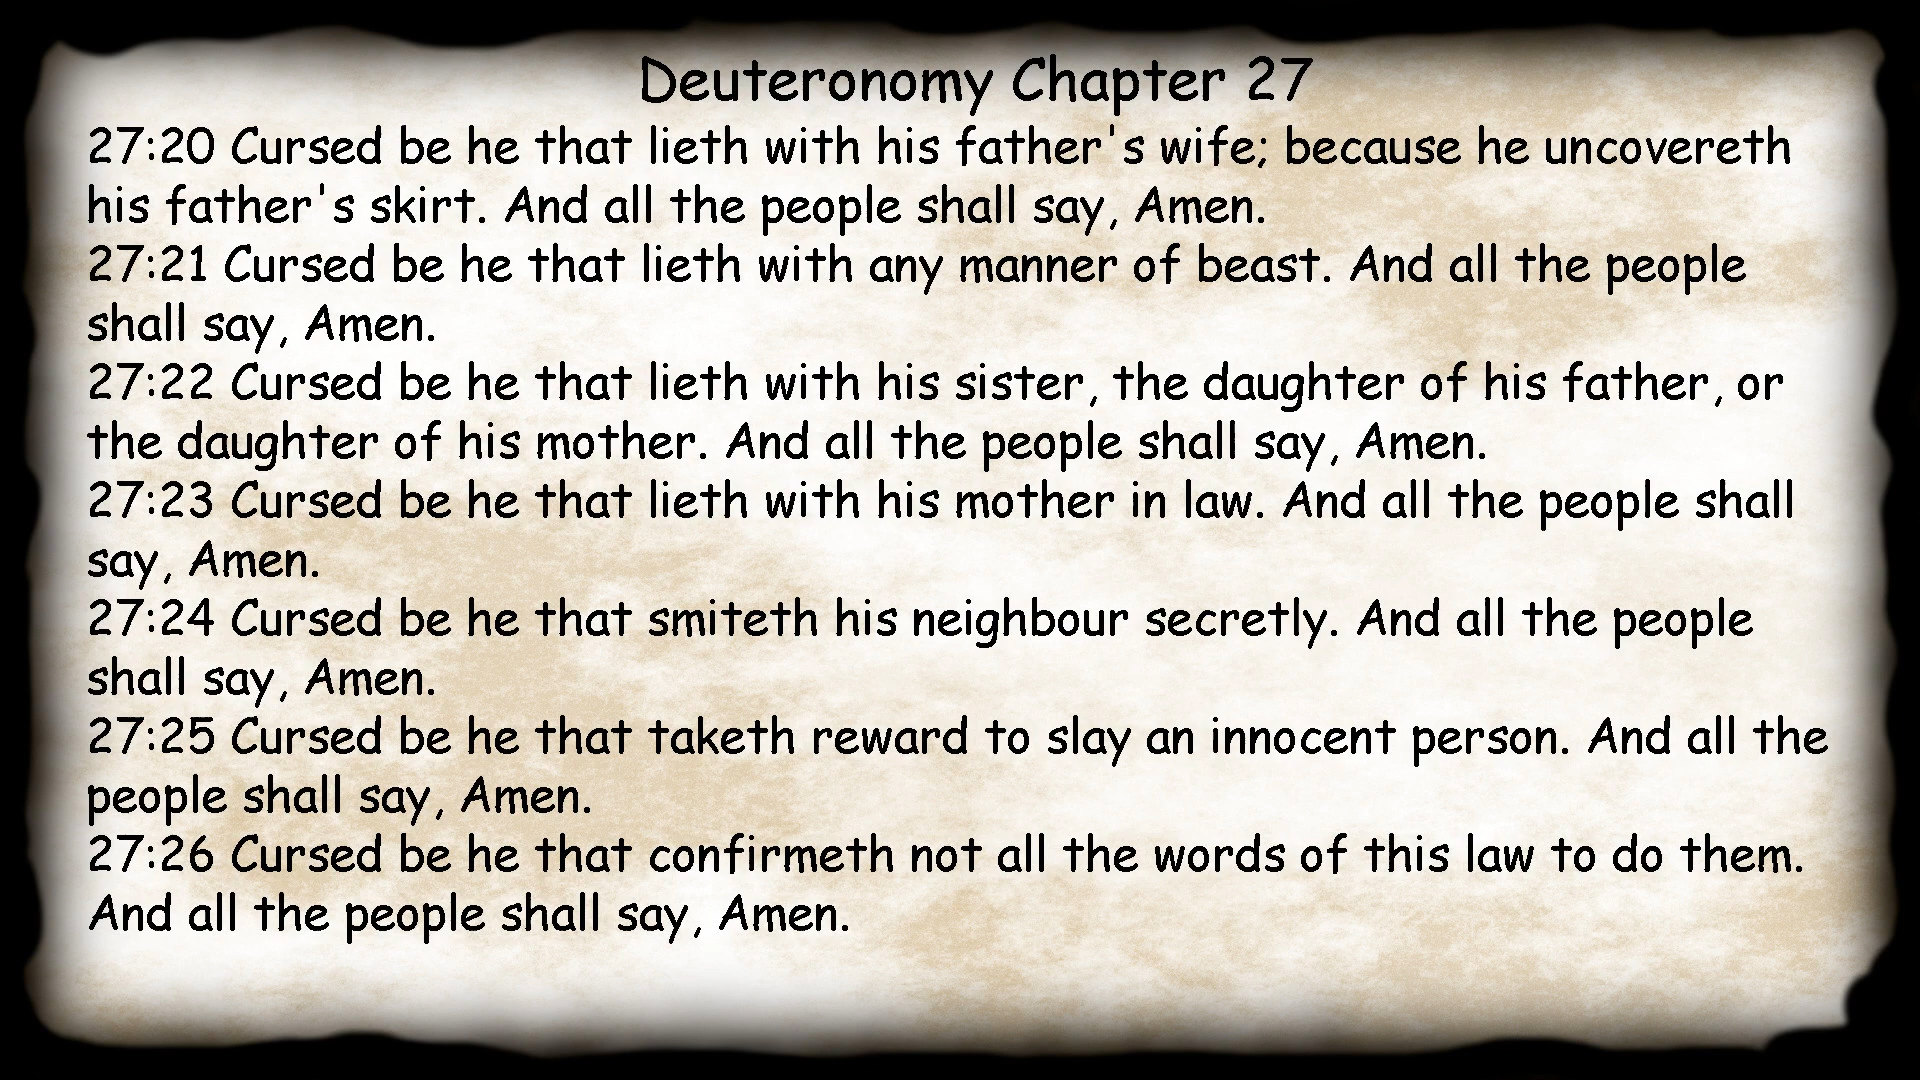 Deuteronomy Chapter 27
27:20 Cursed be he that lieth with his father's wife; because he uncovereth
his father's skirt. And all the people shall say, Amen.
27:21 Cursed be he that lieth with any manner of beast. And all the people
shall say, Amen.
27:22 Cursed be he that lieth with his sister, the daughter of his father, or
the daughter of his mother. And all the people shall say, Amen.
27:23 Cursed be he that lieth with his mother in law. And all the people shall
say, Amen.
27:24 Cursed be he that smiteth his neighbour secretly. And all the people
shall say, Amen.
27:25 Cursed be he that taketh reward to slay an innocent person. And all the
people shall say, Amen.
27:26 Cursed be he that confirmeth not all the words of this law to do them.
And all the people shall say, Amen.